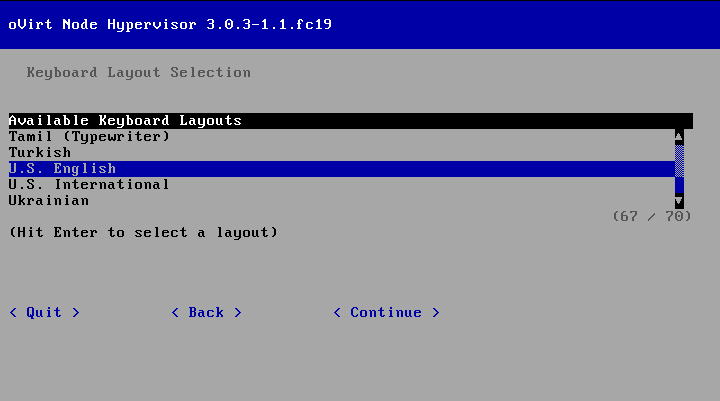 oVirt Node Hypervisor 3.0.3-1.1.fc19
Keyboard Layout Selection
Available Keyboard Layouts
Tamil (Typewriter)
Turkish
U.S. English
U.S. International
Ukrainian
(67 / 70)
(Hit Enter to select a layout)
< Quit > < Back > < Continue >